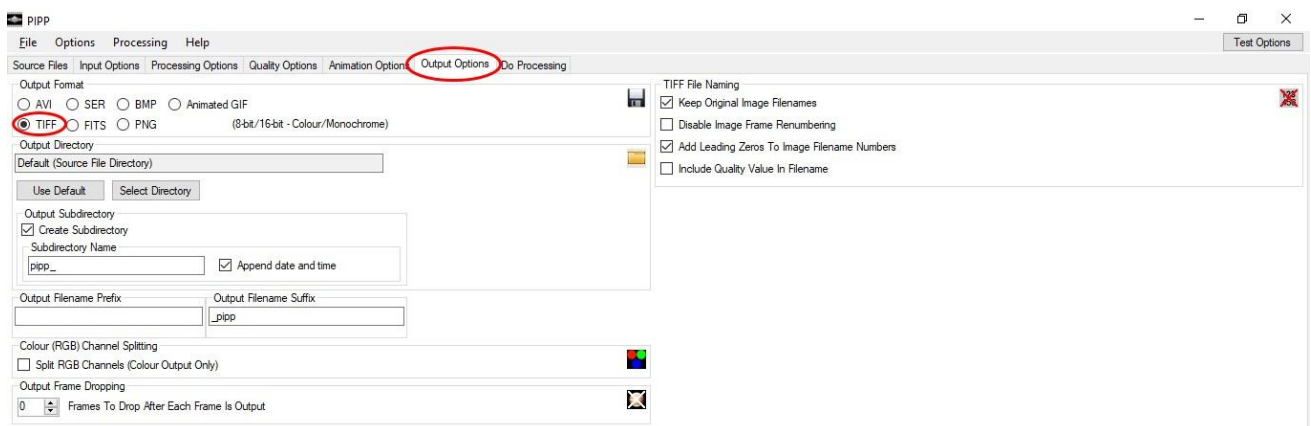 PIPP
File Options Processing Help
Test Options
Source Files Input Options Processing Options Quality Options Animation Options Output Options Do Processing
Output Format
AVI SER BMP Animated GIF
TIFF FITS PNG (8-bit/16-bit - Colour/Monochrome)
Output Directory
Default (Source File Directory)
Use Default Select Directory
Output Subdirectory
Create Subdirectory
Subdirectory Name
pipp_ Append date and time
Output Filename Prefix Output Filename Suffix
_pipp
Colour (RGB) Channel Splitting
Split RGB Channels (Colour Output Only)
Output Frame Dropping
0 Frames To Drop After Each Frame Is Output
TIFF File Naming
Keep Original Image Filenames
Disable Image Frame Renumbering
Add Leading Zeros To Image Filename Numbers
Include Quality Value In Filename